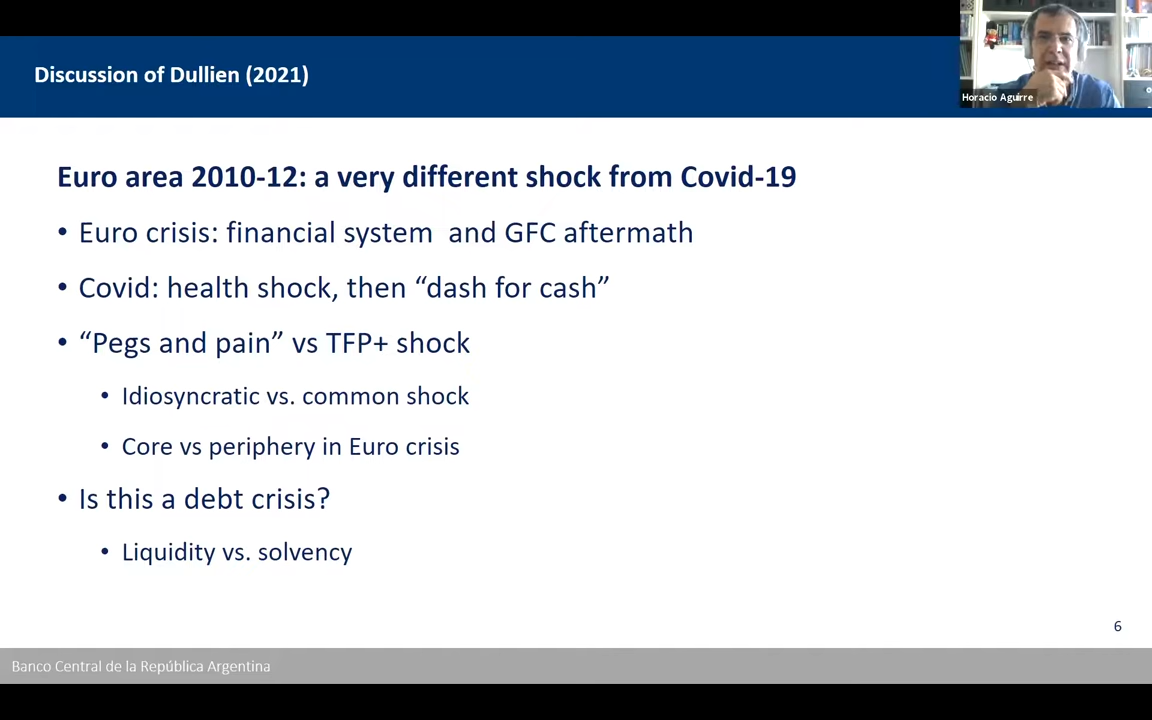 Discussion of Dullien (2021)
Horacio Aguirre
Euro area 2010-12: a very different shock from Covid-19
• Euro crisis: financial system and GFC aftermath
• Covid: health shock, then “dash for cash”
• “Pegs and pain” vs TFP+ shock
• Idiosyncratic vs. common shock
• Core vs periphery in Euro crisis
• Is this a debt crisis?
• Liquidity vs. solvency
6
Banco Central de la República Argentina